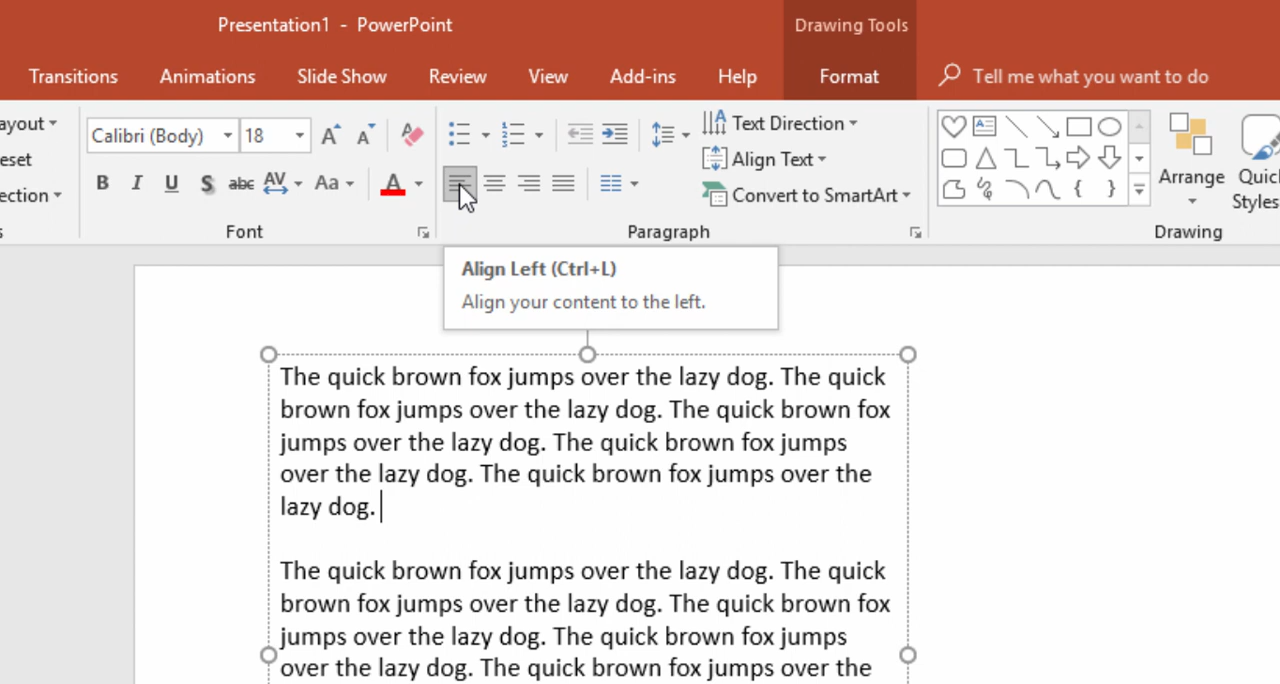 Presentation1 - PowerPoint
Drawing Tools
Transitions Animations Slide Show Review View Add-ins Help Format Tell me what you want to do
ayout
eset
ection
Calibri (Body) 18
B I U S abc AV Aa A
Text Direction
Align Text
Convert to SmartArt
Arrange
Quic
Styles
Font Paragraph Drawing
Align Left (Ctrl+L)
Align your content to the left.
The quick brown fox jumps over the lazy dog. The quick
brown fox jumps over the lazy dog. The quick brown fox
jumps over the lazy dog. The quick brown fox jumps
over the lazy dog. The quick brown fox jumps over the
lazy dog.
The quick brown fox jumps over the lazy dog. The quick
brown fox jumps over the lazy dog. The quick brown fox
jumps over the lazy dog. The quick brown fox jumps
over the lazy dog. The quick brown fox jumps over the